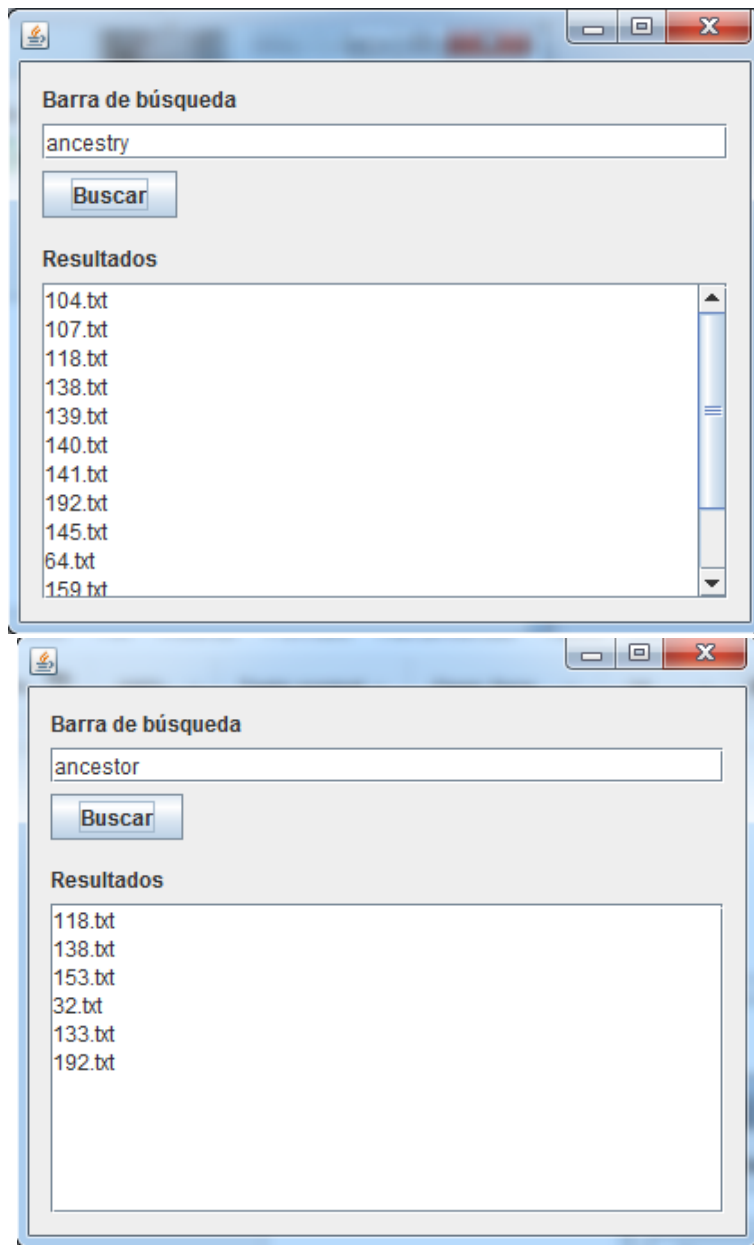 Barra de búsqueda
ancestry
Buscar
Resultados
104.txt
107.txt
118.txt
138.txt
139.txt
140.txt
141.txt
192.txt
145.txt
64.txt
159.txt
Barra de búsqueda
ancestor
Buscar
Resultados
118.txt
138.txt
153.txt
32.txt
133.txt
192.txt